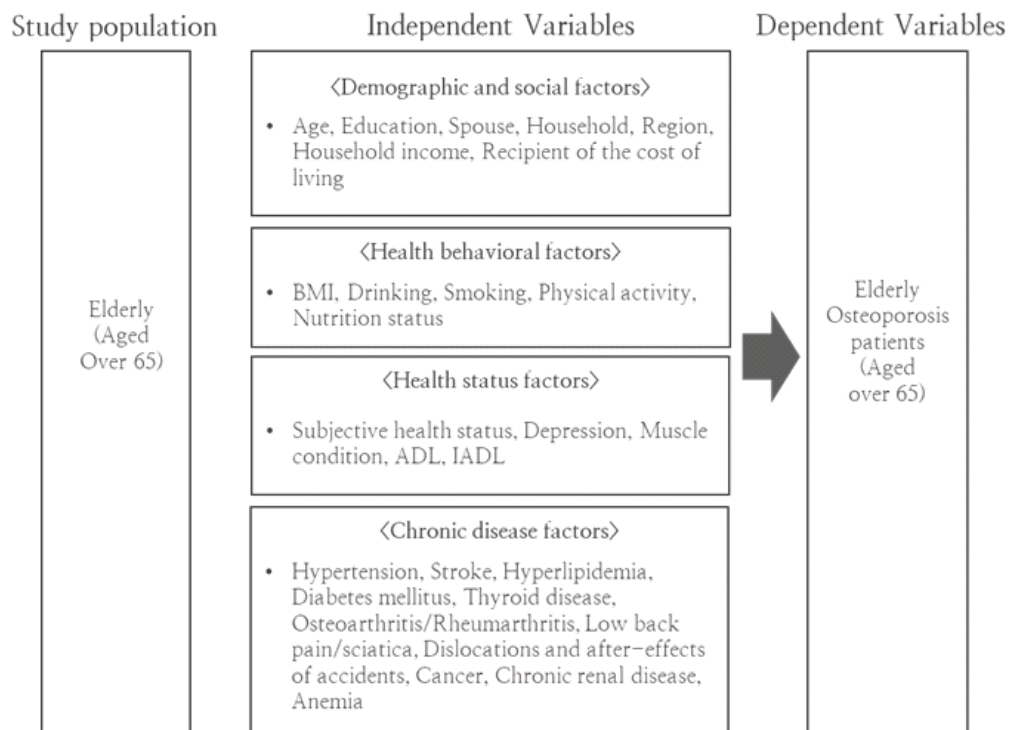 Study population
Independent Variables
Dependent Variables
Elderly
(Aged
Over 65)
〈Demographic and social factors〉
• Age, Education, Spouse, Household, Region,
Household income, Recipient of the cost of
living
〈Health behavioral factors〉
• BMI, Drinking, Smoking, Physical activity,
Nutrition status
〈Health status factors〉
• Subjective health status, Depression, Muscle
condition, ADL, IADL
〈Chronic disease factors〉
• Hypertension, Stroke, Hyperlipidemia,
Diabetes mellitus, Thyroid disease,
Osteoarthritis/Rheumarthritis, Low back
pain/sciatica, Dislocations and after-effects
of accidents, Cancer, Chronic renal disease,
Anemia
Elderly
Osteoporosis
patients
(Aged
over 65)